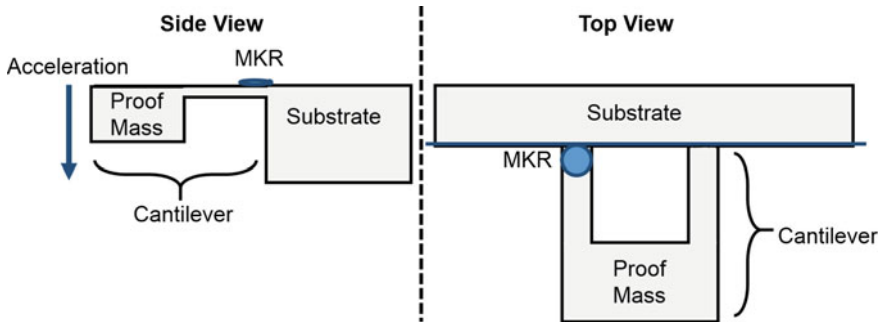 Side View
MKR
Acceleration
Proof
Mass
Substrate
Cantilever
Top View
Substrate
MKR
Cantilever
Proof
Mass